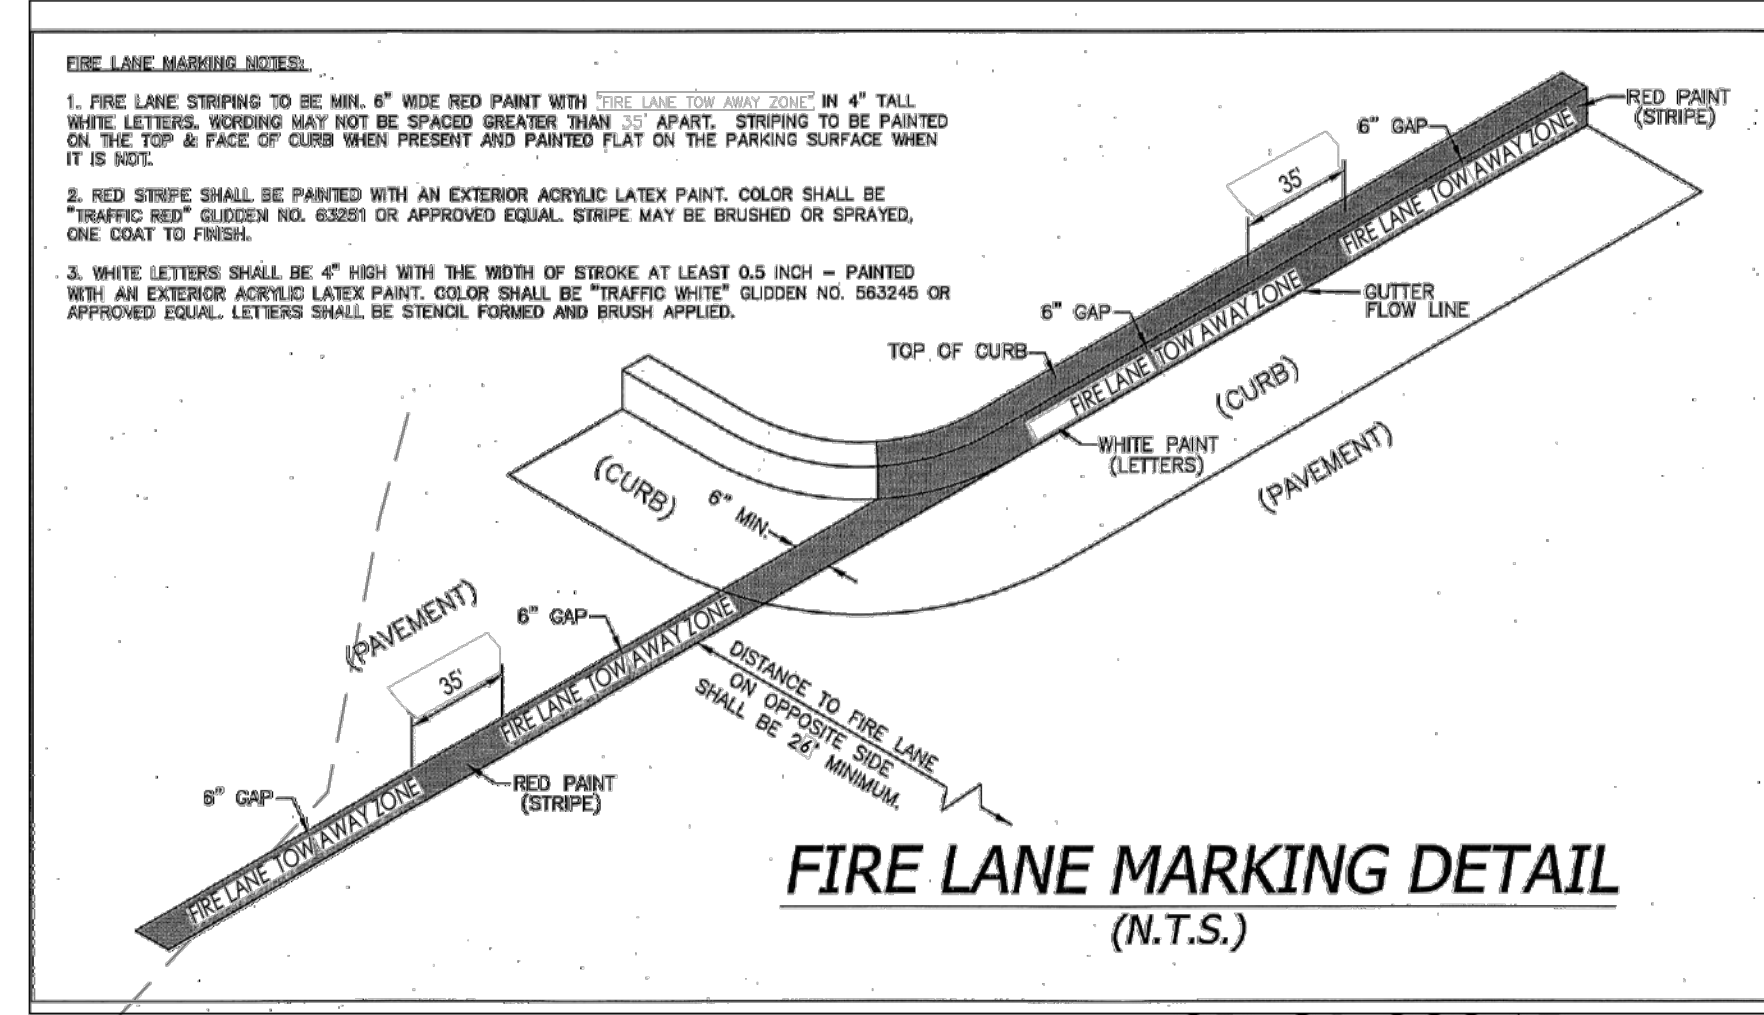 FIRE LANE MARKING NOTES:
1. FIRE LANE STRIPING TO BE MIN. 6" WIDE RED PAINT WITH "FIRE LANE TOW AWAY ZONE" IN 4" TALL
WHITE LETTERS. WORDING MAY NOT BE SPACED GREATER THAN 35' APART. STRIPING TO BE PAINTED
ON THE TOP & FACE OF CURB WHEN PRESENT AND PAINTED FLAT ON THE PARKING SURFACE WHEN
IT IS NOT.
2. RED STRIPE SHALL BE PAINTED WITH AN EXTERIOR ACRYLIC LATEX PAINT. COLOR SHALL BE
"TRAFFIC RED" GLIDDEN NO. 63251 OR APPROVED EQUAL. STRIPE MAY BE BRUSHED OR SPRAYED,
ONE COAT TO FINISH.
3. WHITE LETTERS SHALL BE 4" HIGH WITH THE WIDTH OF STROKE AT LEAST 0.5 INCH – PAINTED
WITH AN EXTERIOR ACRYLIC LATEX PAINT. COLOR SHALL BE "TRAFFIC WHITE" GLIDDEN NO. 563245 OR
APPROVED EQUAL. LETTERS SHALL BE STENCIL FORMED AND BRUSH APPLIED.
RED PAINT
(STRIPE)
6" GAP
35'
FIRE LANE TOW AWAY ZONE
GUTTER
FLOW LINE
6" GAP
TOP OF CURB
FIRE LANE TOW AWAY ZONE
(CURB)
WHITE PAINT
(LETTERS)
(PAVEMENT)
(CURB)
6" MIN.
(PAVEMENT)
6" GAP
FIRE LANE TOW AWAY ZONE
35'
DISTANCE TO FIRE LANE
ON OPPOSITE SIDE
SHALL BE 26' MINIMUM.
RED PAINT
(STRIPE)
6" GAP
FIRE LANE TOW AWAY ZONE
FIRE LANE MARKING DETAIL
(N.T.S.)